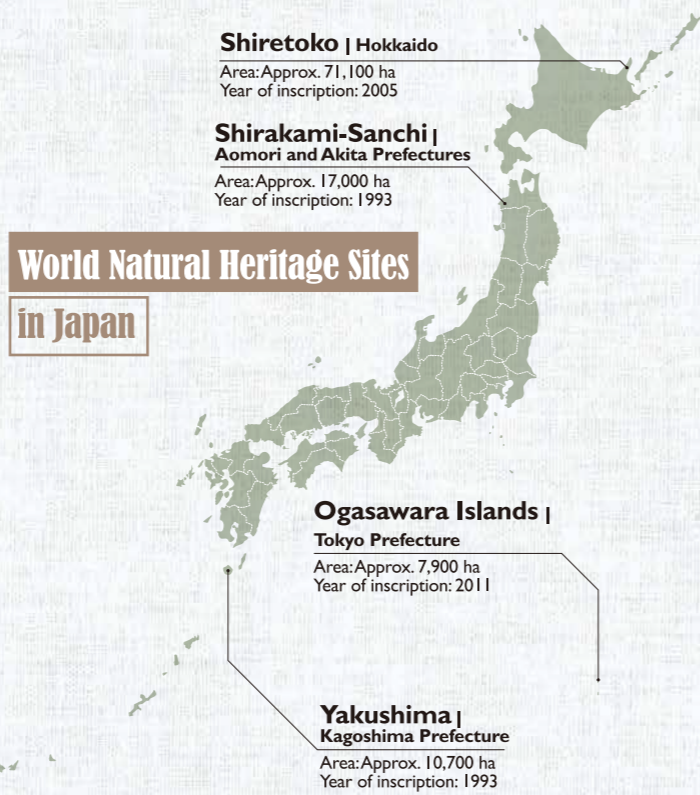 Shiretoko | Hokkaido
Area:Approx. 71,100 ha
Year of inscription: 2005
Shirakami-Sanchi |
Aomori and Akita Prefectures
Area:Approx. 17,000 ha
Year of inscription: 1993
World Natural Heritage Sites
in Japan
Ogasawara Islands |
Tokyo Prefecture
Area:Approx. 7,900 ha
Year of inscription: 2011
Yakushima |
Kagoshima Prefecture
Area:Approx. 10,700 ha
Year of inscription: 1993